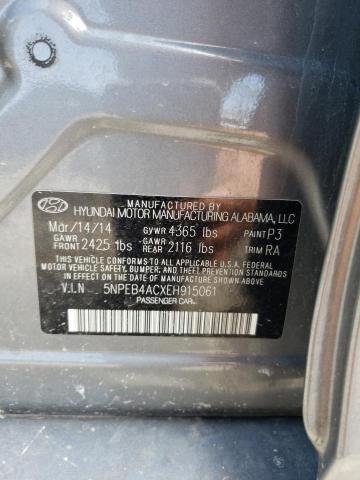 MANUFACTURED BY
HYUNDAI MOTOR MANUFACTURING ALABAMA, LLC
Mar/14/14 GVWR 4365 lbs PAINT P3
GAWR FRONT 2425 lbs GAWR REAR 2116 lbs TRIM RA
THIS VEHICLE CONFORMS TO ALL APPLICABLE
U.S.A. FEDERAL MOTOR VEHICLE SAFETY,
BUMPER, AND THEFT PREVENTION STANDARDS IN
EFFECT ON THE DATE OF MANUFACTURE SHOWN ABOVE.
V.I.N 5NPEB4ACXEH915061
PASSENGER CAR